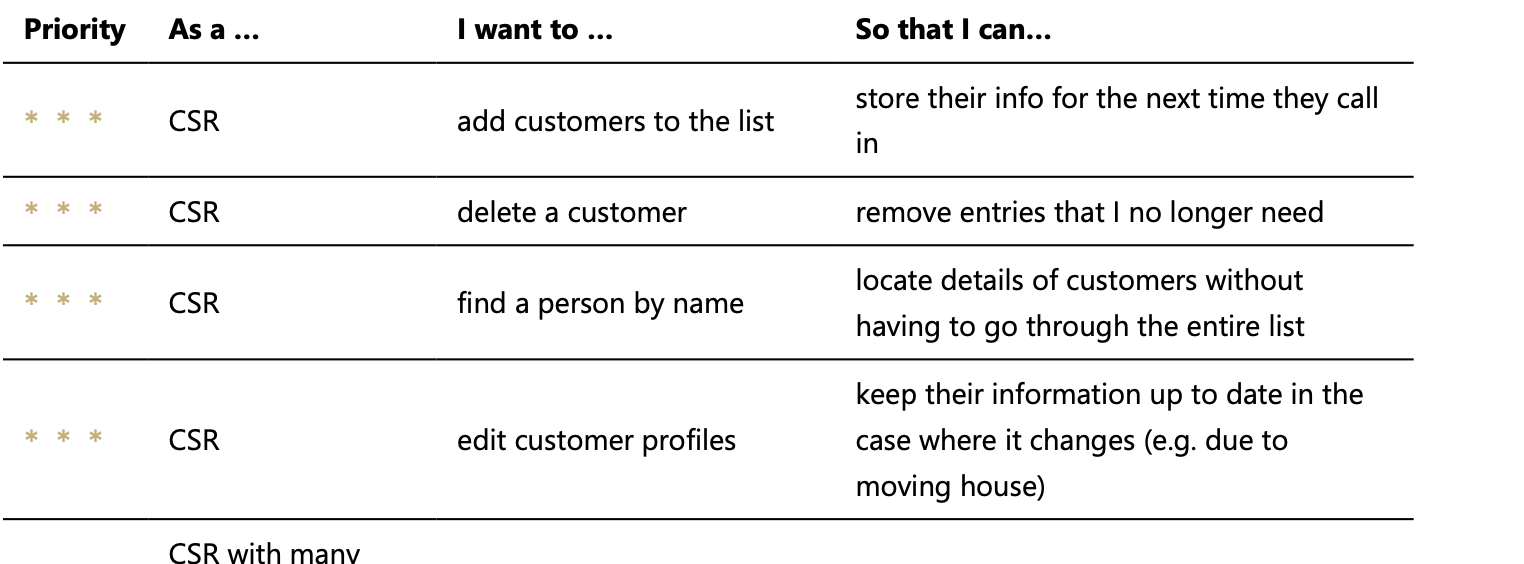 Priority As a … I want to … So that I can…
* * * CSR add customers to the list store their info for the next time they call
in
* * * CSR delete a customer remove entries that I no longer need
* * * CSR find a person by name locate details of customers without
having to go through the entire list
* * * CSR edit customer profiles keep their information up to date in the
case where it changes (e.g. due to
moving house)
CSR with many